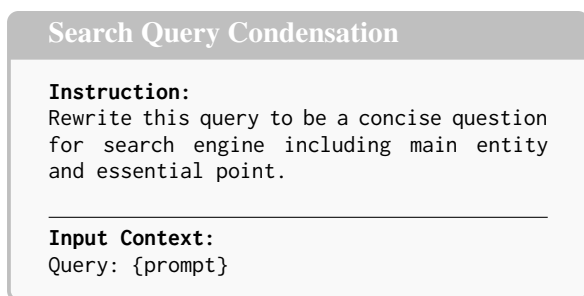 Search Query Condensation
Instruction:
Rewrite this query to be a concise question
for search engine including main entity
and essential point.
Input Context:
Query: {prompt}